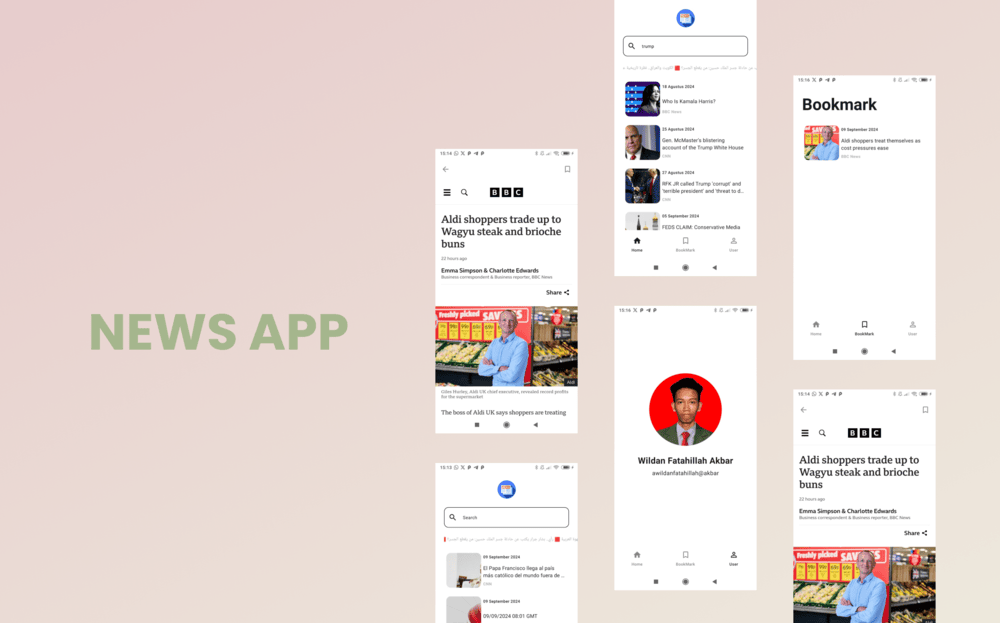 NEWS APP
15:14
BBC
Aldi shoppers trade up to
Wagyu steak and brioche
buns
22 hours ago
Emma Simpson & Charlotte Edwards
Business correspondent & Business reporter, BBC News
Share
Freshly picked
SAVERS
Aldi
Giles Hurley, Aldi UK chief executive, revealed record profits
for the supermarket
The boss of Aldi UK says shoppers are treating
15:15
Search
09 September 2024
El Papa Francisco llega al país
más católico del mundo fuera de ...
CNN
09 September 2024
09/09/2024 08:01 GMT
trump
18 Agustus 2024
Who Is Kamala Harris?
BBC News
25 Agustus 2024
Gen. McMaster's blistering
account of the Trump White House
CNN
27 Agustus 2024
RFK JR called Trump 'corrupt' and
'terrible president' and 'threat to d...
CNN
05 September 2024
FEDS CLAIM: Conservative Media
Home
BookMark
User
15:16
Wildan Fatahillah Akbar
awildanfatahillah@akbar
Home
BookMark
User
15:16
Bookmark
09 September 2024
Aldi shoppers treat themselves as
cost pressures ease
BBC News
Home
BookMark
User
15:14
BBC
Aldi shoppers trade up to
Wagyu steak and brioche
buns
22 hours ago
Emma Simpson & Charlotte Edwards
Business correspondent & Business reporter, BBC News
Share
Freshly picked